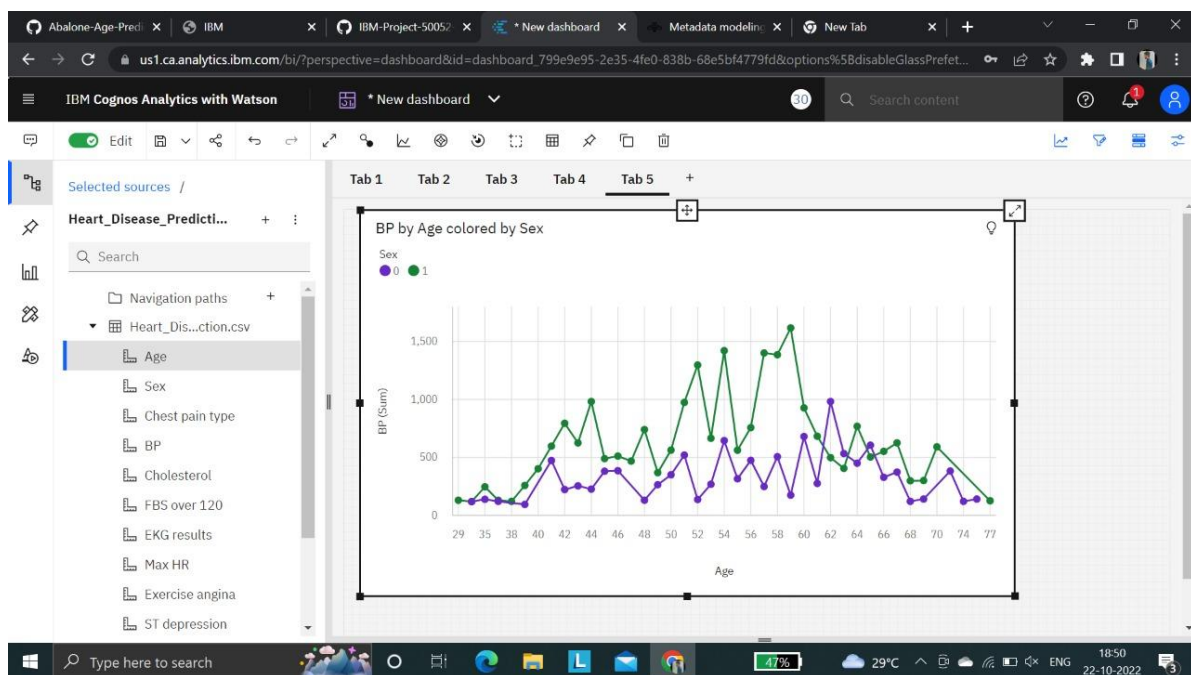 Abalone-Age-Predi
IBM
IBM-Project-50052-
* New dashboard
Metadata modeling
New Tab
us1.ca.analytics.ibm.com/bi/?perspective=dashboard&id=dashboard_799e9e95-2e35-4fe0-838b-68e5bf4779fd&options%5BdisableGlassPrefet...
IBM Cognos Analytics with Watson
* New dashboard
30
Search content
1
Edit
Selected sources /
Heart_Disease_Predicti...
Search
Navigation paths
Heart_Dis...ction.csv
Age
Sex
Chest pain type
BP
Cholesterol
FBS over 120
EKG results
Max HR
Exercise angina
ST depression
Tab 1 Tab 2 Tab 3 Tab 4 Tab 5 +
BP by Age colored by Sex
Sex
0 1
BP (Sum)
1,500
1,000
500
0
29 35 38 40 42 44 46 48 50 52 54 56 58 60 62 64 66 68 70 74 77
Age
Type here to search
L
47%
29°C
ENG
18:50
22-10-2022
3